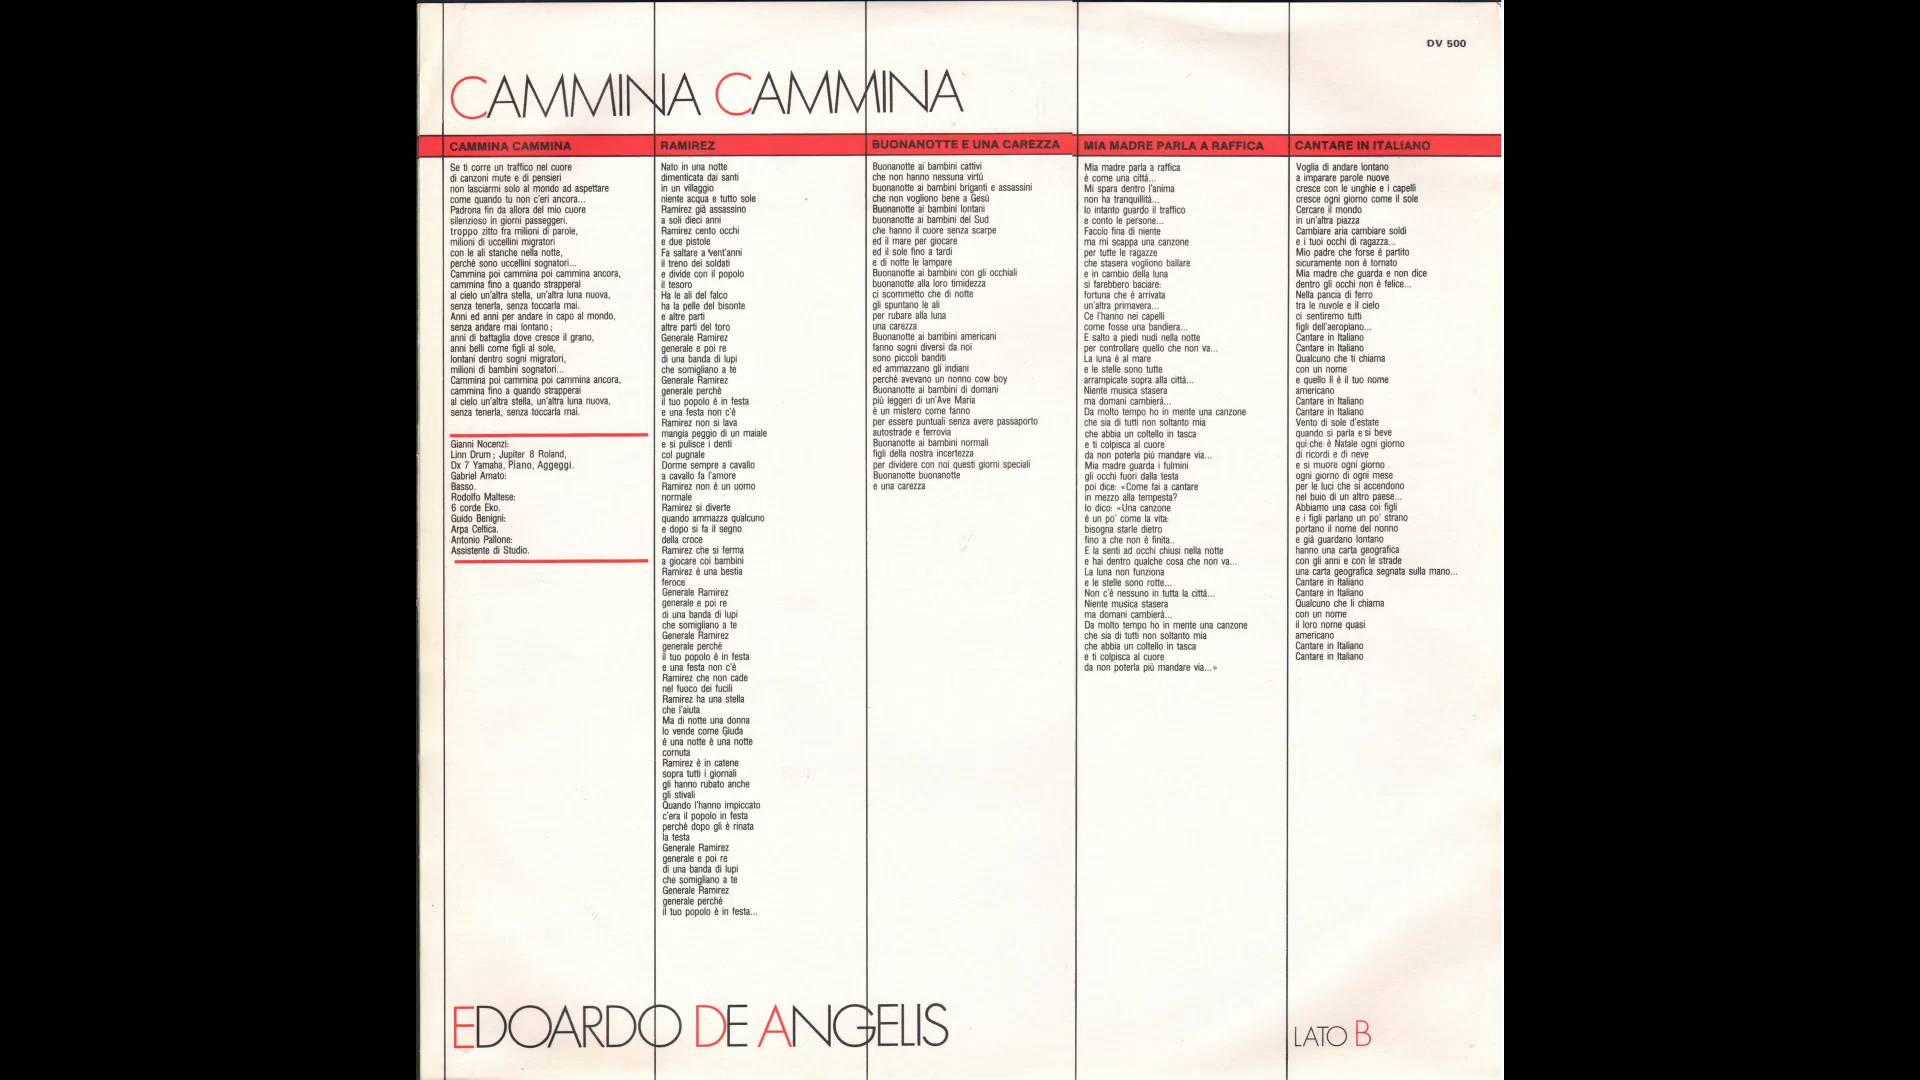 DV 500
CAMMINA CAMMINA
CAMMINA CAMMINA
Se ti corre un traffico nel cuore
di canzoni mute e di pensieri
non lasciarmi solo al mondo ad aspettare
come quando tu non c'eri ancora...
Padrona fin da allora del mio cuore
silenzioso in giorni passeggeri,
troppo zitto fra milioni di parole,
milioni di uccellini migratori
con le ali stanche nella notte,
perchè sono uccellini sognatori...
Cammina poi cammina poi cammina ancora,
cammina fino a quando strapperai
al cielo un'altra stella, un'altra luna nuova,
senza tenerla, senza toccarla mai.
Anni ed anni per andare in capo al mondo,
senza andare mai lontano;
anni di battaglia dove cresce il grano,
anni belli come figli al sole,
lontani dentro sogni migratori,
milioni di bambini sognatori...
Cammina poi cammina poi cammina ancora,
cammina fino a quando strapperai
al cielo un'altra stella, un'altra luna nuova,
senza tenerla, senza toccarla mai.
Gianni Nocenzi:
Linn Drum; Jupiter 8 Roland,
Dx 7 Yamaha, Piano, Aggeggi.
Gabriel Amato:
Basso.
Rodolfo Maltese:
6 corde Eko.
Guido Benigni:
Arpa Celtica.
Antonio Pallone:
Assistente di Studio.
RAMIREZ
Nato in una notte
dimenticata dai santi
in un villaggio
niente acqua e tutto sole
Ramirez già assassino
a soli dieci anni
Ramirez cento occhi
e due pistole
Fa saltare a vent'anni
il treno dei soldati
e divide con il popolo
il tesoro
Ha le ali del falco
ha la pelle del bisonte
e altre parti
altre parti del toro
Generale Ramirez
generale e poi re
di una banda di lupi
che somigliano a te
Generale Ramirez
generale perchè
il tuo popolo è in festa
e una festa non c'è
Ramirez non si lava
mangia peggio di un maiale
e si pulisce i denti
col pugnale
Dorme sempre a cavallo
a cavallo fa l'amore
Ramirez non è un uomo
normale
Ramirez si diverte
quando ammazza qualcuno
e dopo si fa il segno
della croce
Ramirez che si ferma
a giocare coi bambini
Ramirez è una bestia
feroce
Generale Ramirez
generale e poi re
di una banda di lupi
che somigliano a te
Generale Ramirez
generale perchè
il tuo popolo è in festa
e una festa non c'è
Ramirez che non cade
nel fuoco dei fucili
Ramirez ha una stella
che l'aiuta
Ma di notte una donna
lo vende come Giuda
è una notte è una notte
cornuta
Ramirez è in catene
sopra tutti i giornali
gli hanno rubato anche
gli stivali
Quando l'hanno impiccato
c'era il popolo in festa
perchè dopo gli è rinata
la testa
Generale Ramirez
generale e poi re
di una banda di lupi
che somigliano a te
Generale Ramirez
generale perchè
il tuo popolo è in festa...
BUONANOTTE E UNA CAREZZA
Buonanotte ai bambini cattivi
che non hanno nessuna virtù
buonanotte ai bambini briganti e assassini
che non vogliono bene a Gesù
Buonanotte ai bambini lontani
buonanotte ai bambini del Sud
che hanno il cuore senza scarpe
ed il mare per giocare
ed il sole fino a tardi
e di notte le lampare
Buonanotte ai bambini con gli occhiali
buonanotte alla loro timidezza
ci scommetto che di notte
gli spuntano le ali
per rubare alla luna
una carezza
Buonanotte ai bambini americani
fanno sogni diversi da noi
sono piccoli banditi
ed ammazzano gli indiani
perchè avevano un nonno cow boy
Buonanotte ai bambini di domani
più leggeri di un'Ave Maria
è un mistero come fanno
per essere puntuali senza avere passaporto
autostrade e ferrovia
Buonanotte ai bambini normali
figli della nostra incertezza
per dividere con noi questi giorni speciali
Buonanotte buonanotte
e una carezza
MIA MADRE PARLA A RAFFICA
Mia madre parla a raffica
è come una città...
Mi spara dentro l'anima
non ha tranquillità...
Io intanto guardo il traffico
e conto le persone...
Faccio fina di niente
ma mi scappa una canzone
per tutte le ragazze
che stasera vogliono ballare
e in cambio della luna
si farebbero baciare:
fortuna che è arrivata
un'altra primavera...
Ce l'hanno nei capelli
come fosse una bandiera...
E salto a piedi nudi nella notte
per controllare quello che non va...
La luna è al mare
e le stelle sono tutte
arrampicate sopra alla città...
Niente musica stasera
ma domani cambierà...
Da molto tempo ho in mente una canzone
che sia di tutti non soltanto mia
che abbia un coltello in tasca
e ti colpisca al cuore
da non poterla più mandare via...
Mia madre guarda i fulmini
gli occhi fuori dalla testa
poi dice: «Come fai a cantare
in mezzo alla tempesta?
Io dico: «Una canzone
è un po' come la vita:
bisogna starle dietro
fino a che non è finita..
E la senti ad occhi chiusi nella notte
e hai dentro qualche cosa che non va...
La luna non funziona
e le stelle sono rotte...
Non c'è nessuno in tutta la città...
Niente musica stasera
ma domani cambierà...
Da molto tempo ho in mente una canzone
che sia di tutti non soltanto mia
che abbia un coltello in tasca
e ti colpisca al cuore
da non poterla più mandare via...»
CANTARE IN ITALIANO
Voglia di andare lontano
a imparare parole nuove
cresce con le unghie e i capelli
cresce ogni giorno come il sole
Cercare il mondo
in un'altra piazza
Cambiare aria cambiare soldi
e i tuoi occhi di ragazza...
Mio padre che forse è partito
sicuramente non è tornato
Mia madre che guarda e non dice
dentro gli occhi non è felice...
Nella pancia di ferro
tra le nuvole e il cielo
ci sentiremo tutti
figli dell'aeroplano...
Cantare in Italiano
Cantare in Italiano
Qualcuno che ti chiama
con un nome
e quello lì è il tuo nome
americano
Cantare in Italiano
Cantare in Italiano
Vento di sole d'estate
quando si parla e si beve
qui che è Natale ogni giorno
di ricordi e di neve
e si muore ogni giorno
ogni giorno di ogni mese
per le luci che si accendono
nel buio di un altro paese...
Abbiamo una casa coi figli
e i figli parlano un po' strano
portano il nome del nonno
e già guardano lontano
hanno una carta geografica
con gli anni e con le strade
una carta geografica segnata sulla mano...
Cantare in Italiano
Cantare in Italiano
Qualcuno che li chiama
con un nome
il loro nome quasi
americano
Cantare in Italiano
Cantare in Italiano
EDOARDO DE ANGELIS
LATO B